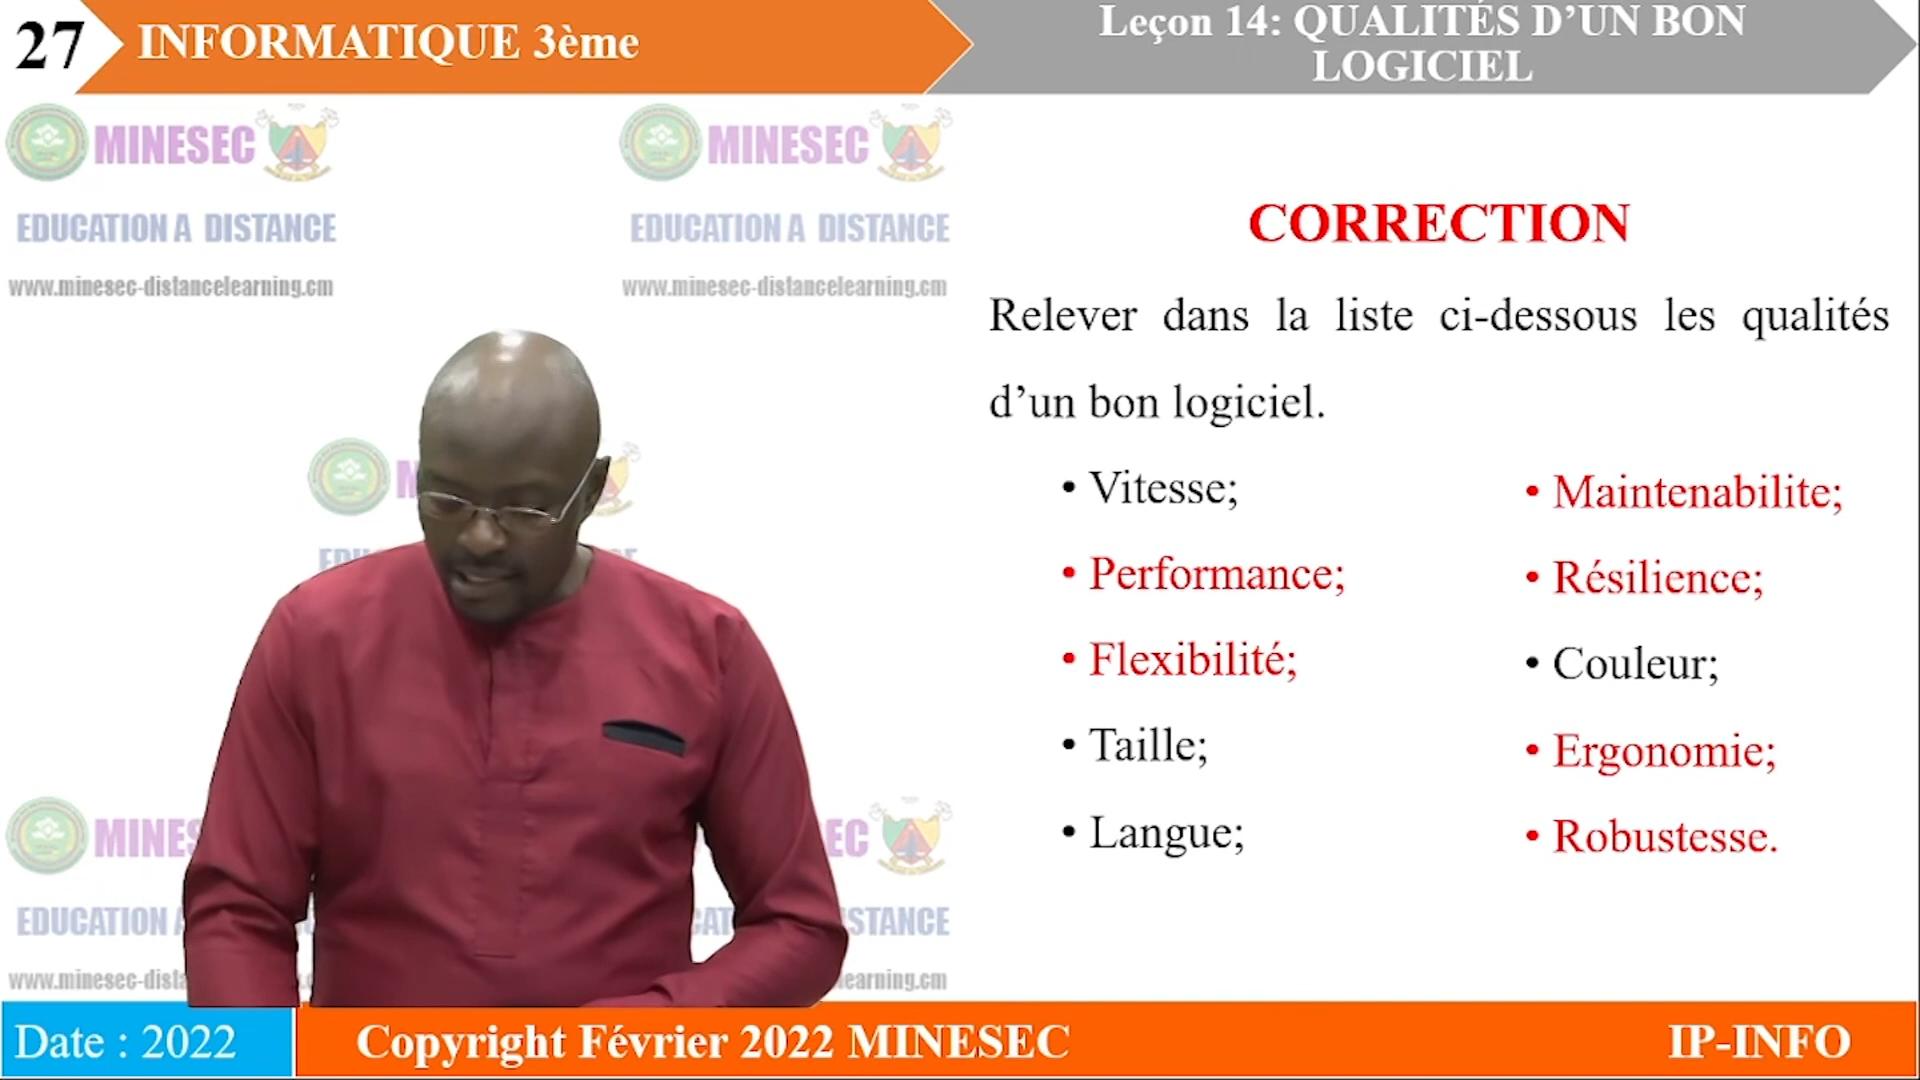 27
INFORMATIQUE 3ème
Leçon 14: QUALITÉS D’UN BON
LOGICIEL
MINESEC
EDUCATION A DISTANCE
www.minesec-distancelearning.cm
MINESEC
EDUCATION A DISTANCE
www.minesec-distancelearning.cm
CORRECTION
Relever dans la liste ci-dessous les qualités
d’un bon logiciel.
• Vitesse;
• Performance;
• Flexibilité;
• Taille;
• Langue;
• Maintenabilite;
• Résilience;
• Couleur;
• Ergonomie;
• Robustesse.
Date : 2022
Copyright Février 2022 MINESEC
IP-INFO